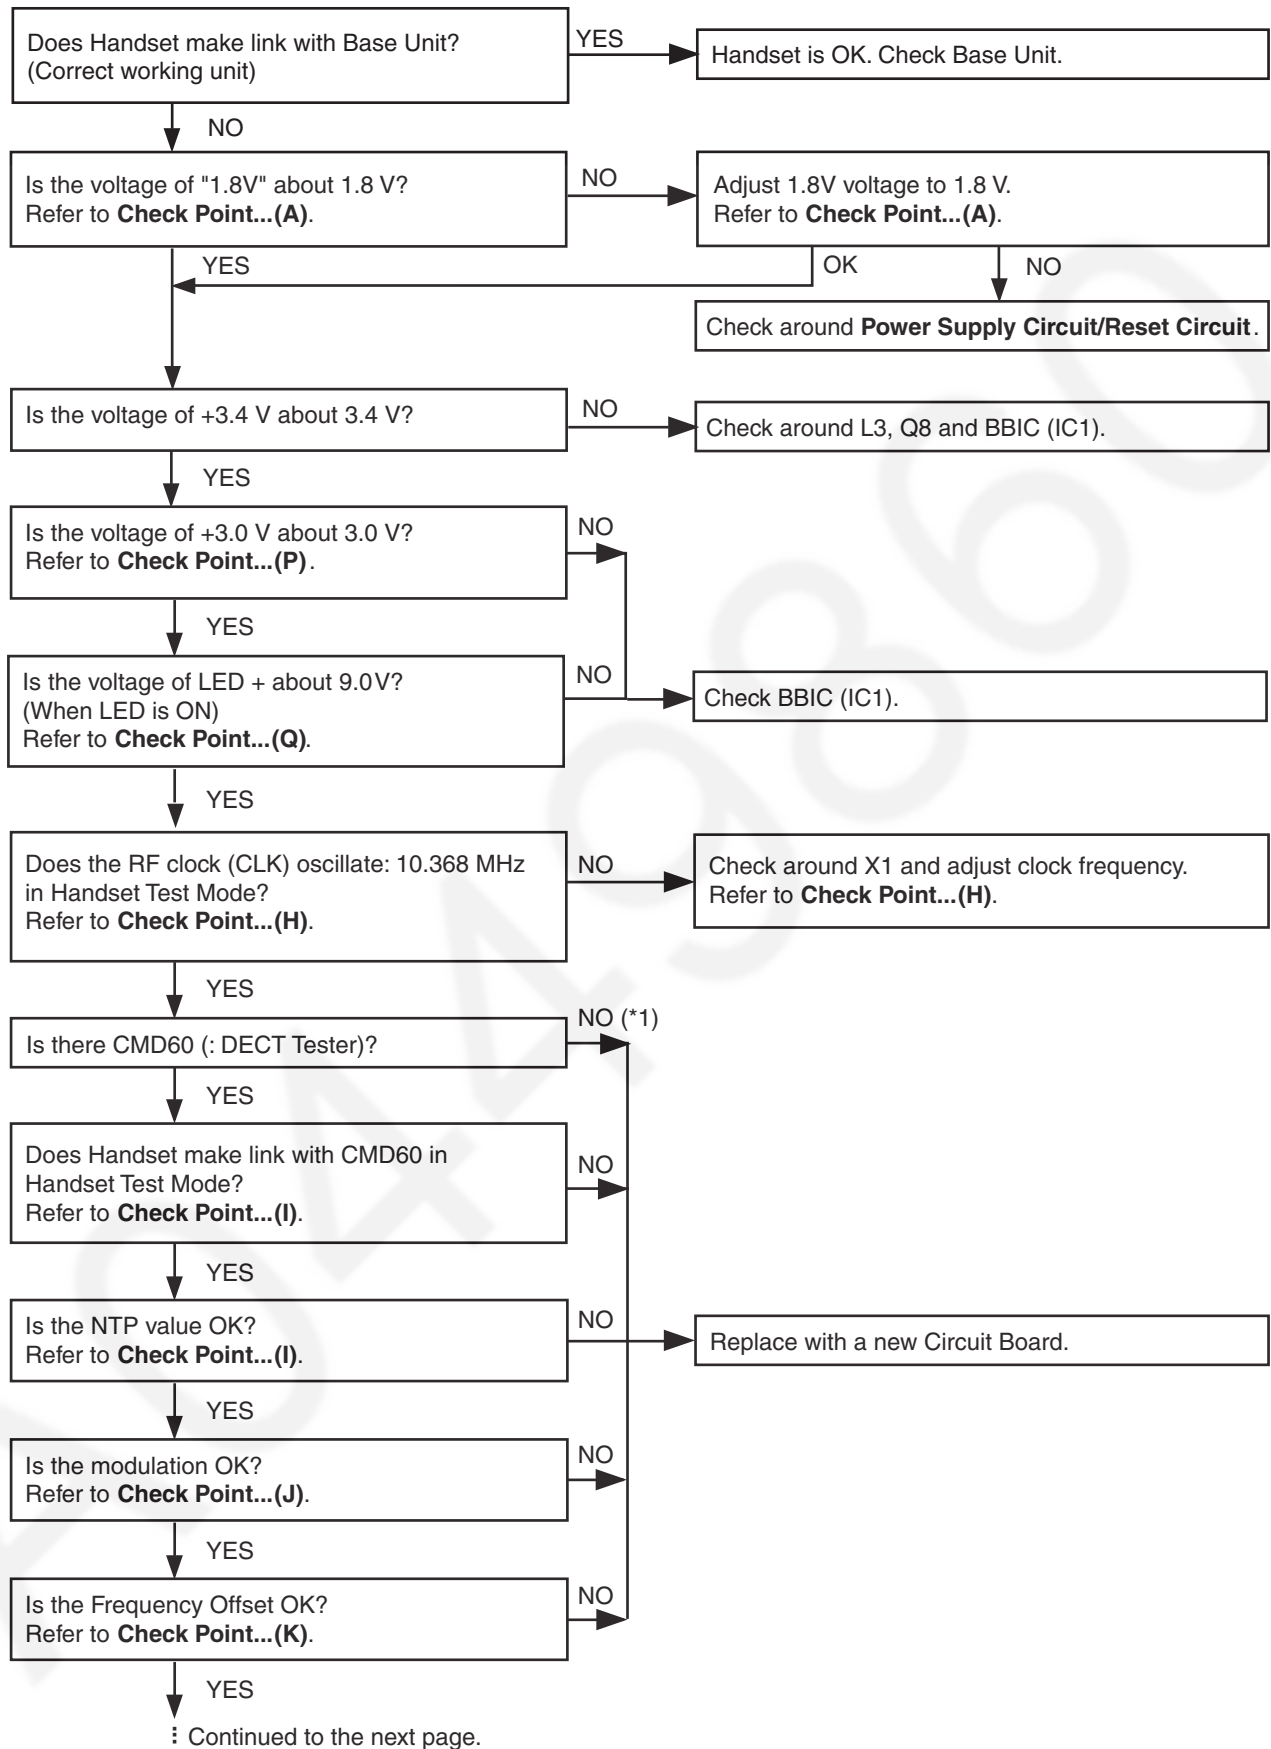 Does Handset make link with Base Unit?
(Correct working unit)
YES
Handset is OK. Check Base Unit.
NO
Is the voltage of "1.8V" about 1.8 V?
Refer to Check Point...(A).
NO
Adjust 1.8V voltage to 1.8 V.
Refer to Check Point...(A).
YES
OK
NO
Check around Power Supply Circuit/Reset Circuit.
Is the voltage of +3.4 V about 3.4 V?
NO
Check around L3, Q8 and BBIC (IC1).
YES
Is the voltage of +3.0 V about 3.0 V?
Refer to Check Point...(P).
NO
YES
Is the voltage of LED + about 9.0V?
(When LED is ON)
Refer to Check Point...(Q).
NO
Check BBIC (IC1).
YES
Does the RF clock (CLK) oscillate: 10.368 MHz
in Handset Test Mode?
Refer to Check Point...(H).
NO
Check around X1 and adjust clock frequency.
Refer to Check Point...(H).
YES
Is there CMD60 (: DECT Tester)?
NO (*1)
YES
Does Handset make link with CMD60 in
Handset Test Mode?
Refer to Check Point...(I).
NO
YES
Is the NTP value OK?
Refer to Check Point...(I).
NO
Replace with a new Circuit Board.
YES
Is the modulation OK?
Refer to Check Point...(J).
NO
YES
Is the Frequency Offset OK?
Refer to Check Point...(K).
NO
YES
Continued to the next page.